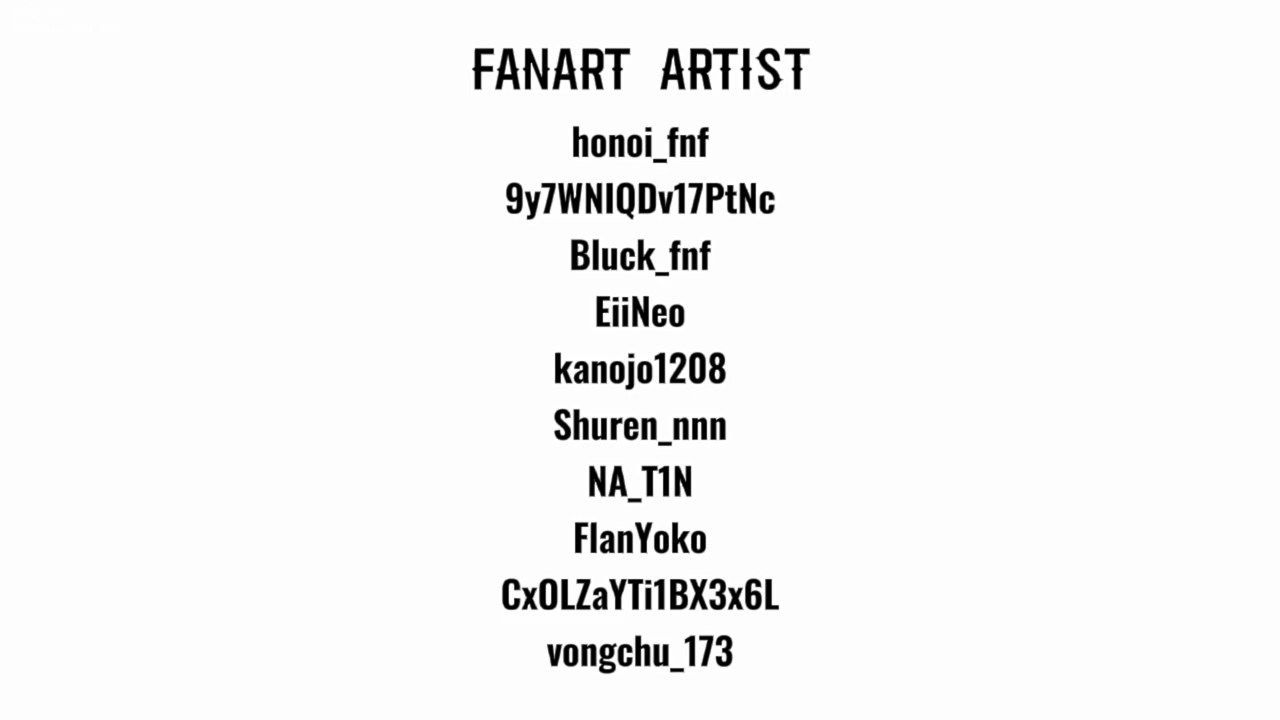 FANART ARTIST
honoi_fnf
9y7WNIQDv17PtNc
Bluck_fnf
EiiNeo
kanojo1208
Shuren_nnn
NA_T1N
FlanYoko
CxOLZaYTi1BX3x6L
vongchu_173